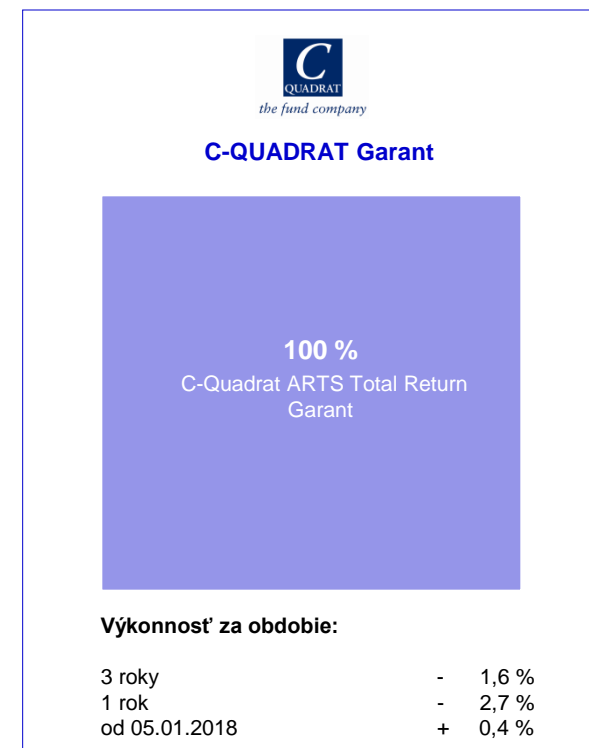 C
QUADRAT
the fund company
C-QUADRAT Garant
100 %
C-Quadrat ARTS Total Return
Garant
Výkonnosť za obdobie:
3 roky - 1,6 %
1 rok - 2,7 %
od 05.01.2018 + 0,4 %